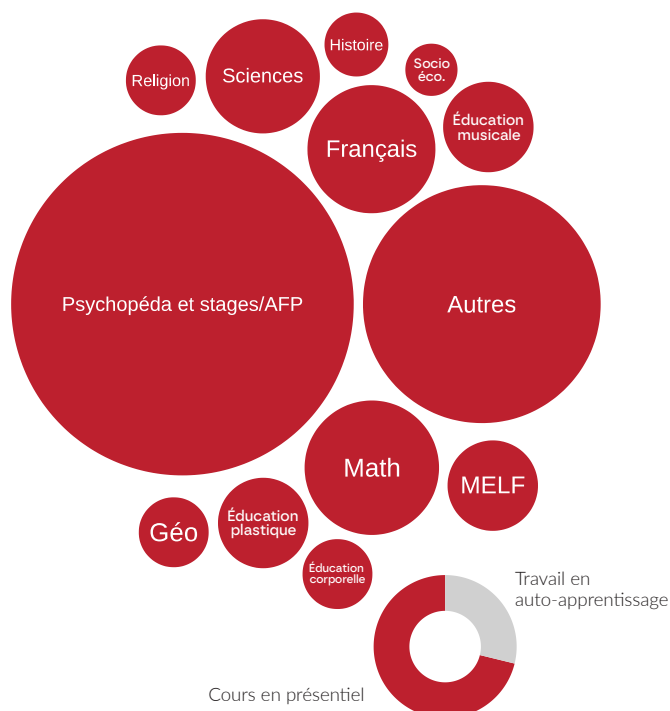 Histoire
Religion
Sciences
Socio
éco.
Éducation
musicale
Français
Psychopéda et stages/AFP
Autres
Math
MELF
Géo
Éducation
plastique
Éducation
corporelle
Travail en
auto-apprentissage
Cours en présentiel